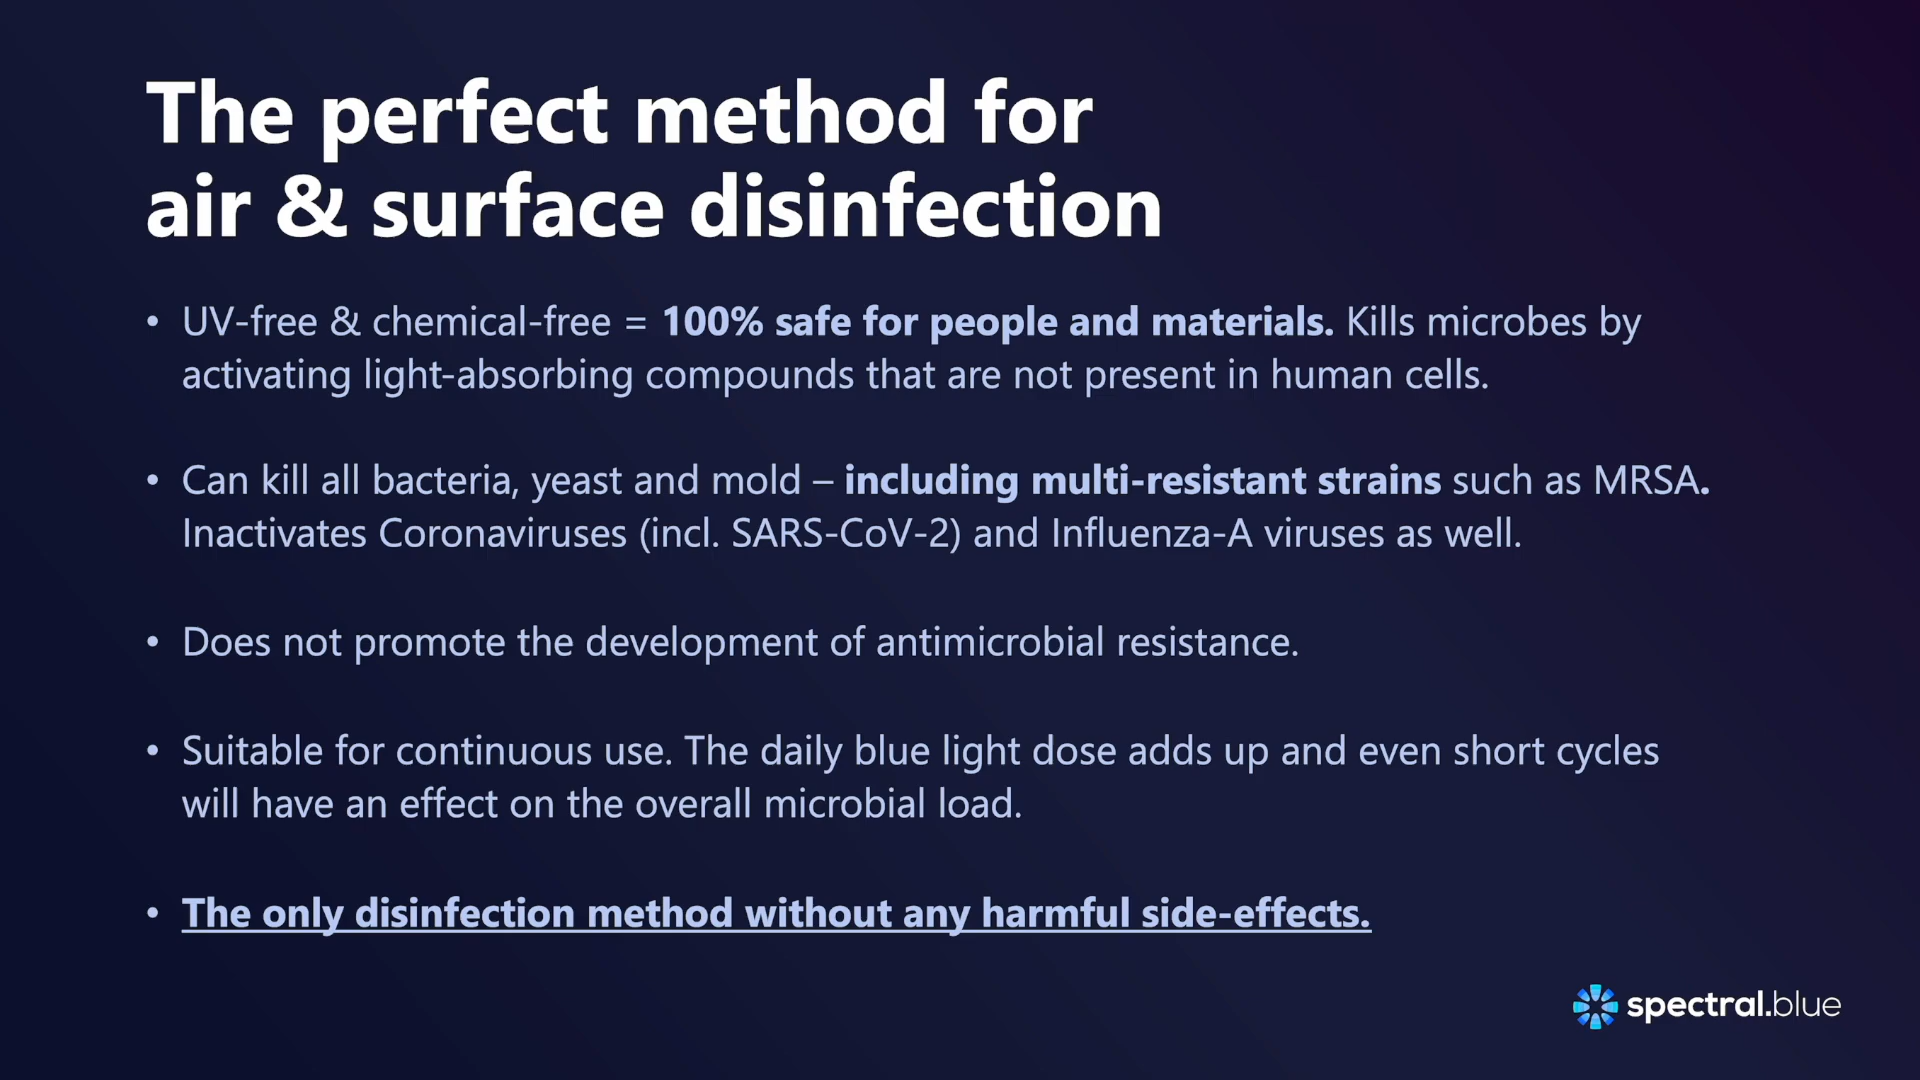 The perfect method for
air & surface disinfection
• UV-free & chemical-free = 100% safe for people and materials. Kills microbes by
activating light-absorbing compounds that are not present in human cells.
• Can kill all bacteria, yeast and mold – including multi-resistant strains such as MRSA.
Inactivates Coronaviruses (incl. SARS-CoV-2) and Influenza-A viruses as well.
• Does not promote the development of antimicrobial resistance.
• Suitable for continuous use. The daily blue light dose adds up and even short cycles
will have an effect on the overall microbial load.
• The only disinfection method without any harmful side-effects.
spectral.blue